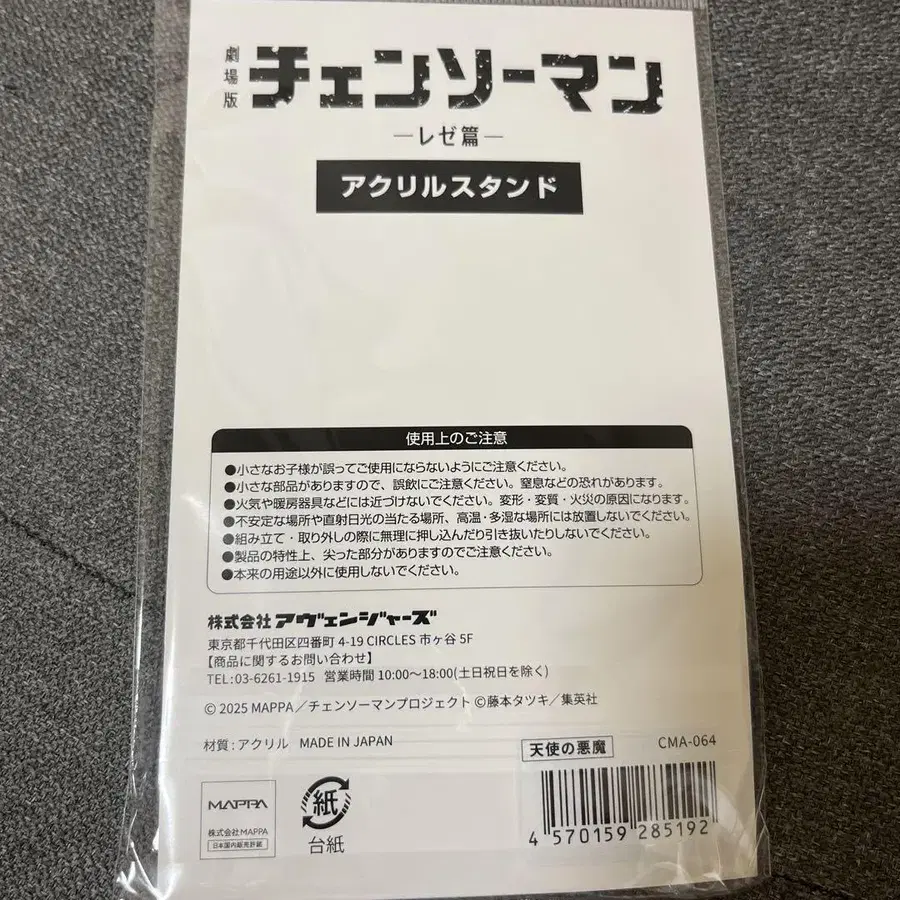 劇場版
チェンソーマン
―レゼ篇―
アクリルスタンド
使用上のご注意
●小さなお子様が誤ってご使用にならないようにご注意ください。
●小さな部品がありますので、誤飲にご注意ください。窒息などの恐れがあります。
●火気や暖房器具などには近づけないでください。変形・変質・火災の原因になります。
●不安定な場所や直射日光の当たる場所、高温・多湿な場所には放置しないでください。
●組み立て・取り外しの際に無理に押し込んだり引き抜いたりしないでください。
●製品の特性上、尖った部分がありますのでご注意ください。
●本来の用途以外に使用しないでください。
株式会社アヴェンジャーズ
東京都千代田区四番町 4-19 CIRCLES 市ヶ谷 5F
【商品に関するお問い合わせ】
TEL:03-6261-1915 営業時間 10:00～18:00(土日祝日を除く)
© 2025 MAPPA／チェンソーマンプロジェクト ©藤本タツキ／集英社
材質：アクリル MADE IN JAPAN
天使の悪魔
CMA-064
MAPPA
株式会社MAPPA
日本国内販売許諾
紙
台紙
4 570159 285192